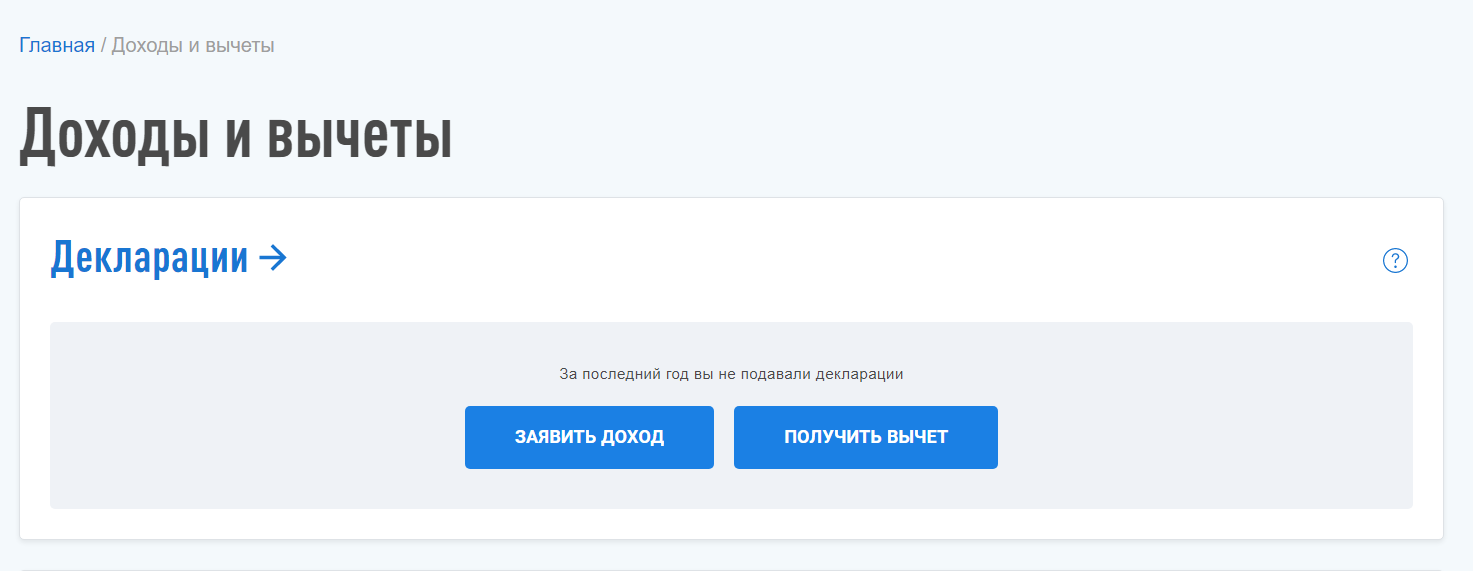 Главная / Доходы и вычеты
Доходы и вычеты
Декларации →
?
За последний год вы не подавали декларации
ЗАЯВИТЬ ДОХОД
ПОЛУЧИТЬ ВЫЧЕТ